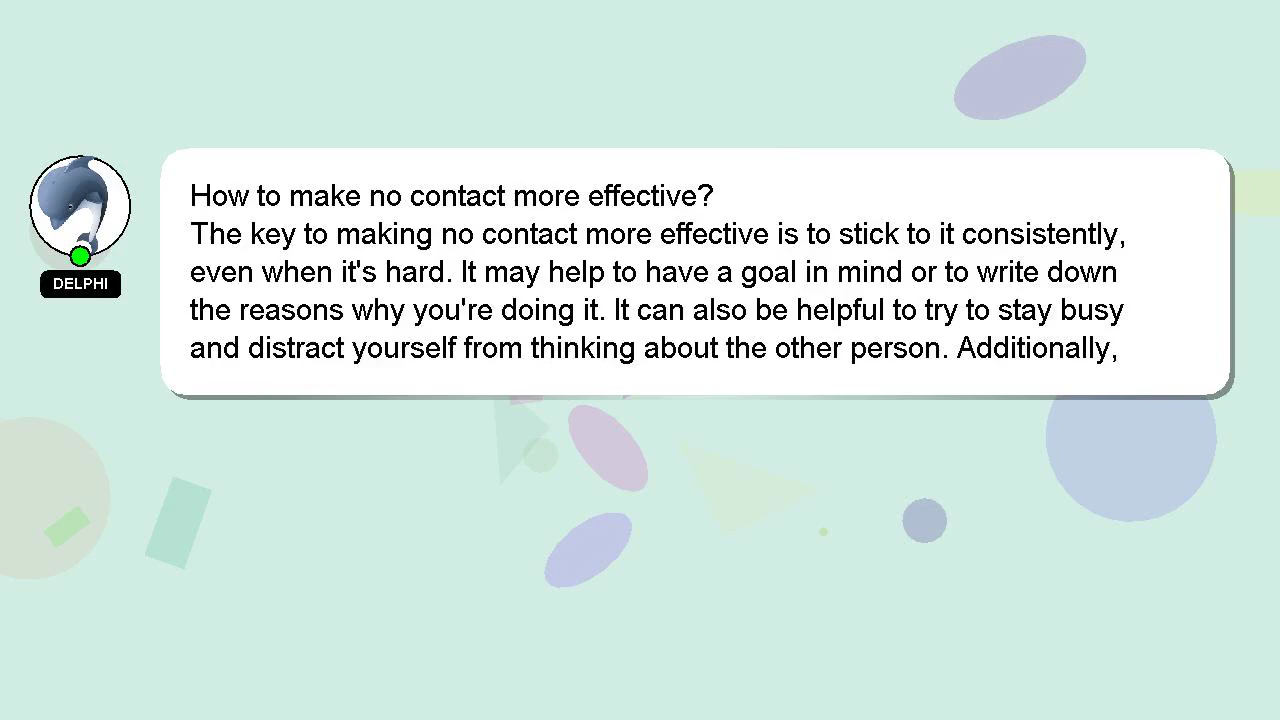 DELPHI
How to make no contact more effective?
The key to making no contact more effective is to stick to it consistently,
even when it's hard. It may help to have a goal in mind or to write down
the reasons why you're doing it. It can also be helpful to try to stay busy
and distract yourself from thinking about the other person. Additionally,